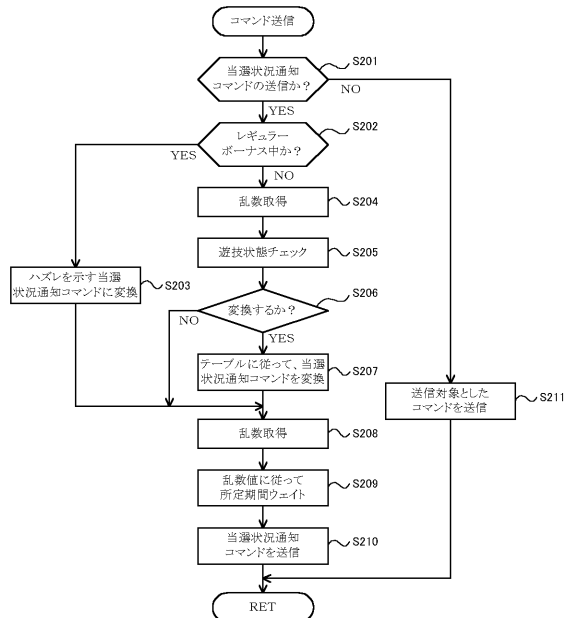 コマンド送信
当選状況通知
コマンドの送信か？
S201
NO
YES
レギュラー
ボーナス中か？
S202
YES
NO
乱数取得
S204
遊技状態チェック
S205
ハズレを示す当選
状況通知コマンドに変換
S203
変換するか？
S206
NO
YES
テーブルに従って、当選
状況通知コマンドを変換
S207
送信対象とした
コマンドを送信
S211
乱数取得
S208
乱数値に従って
所定期間ウェイト
S209
当選状況通知
コマンドを送信
S210
RET